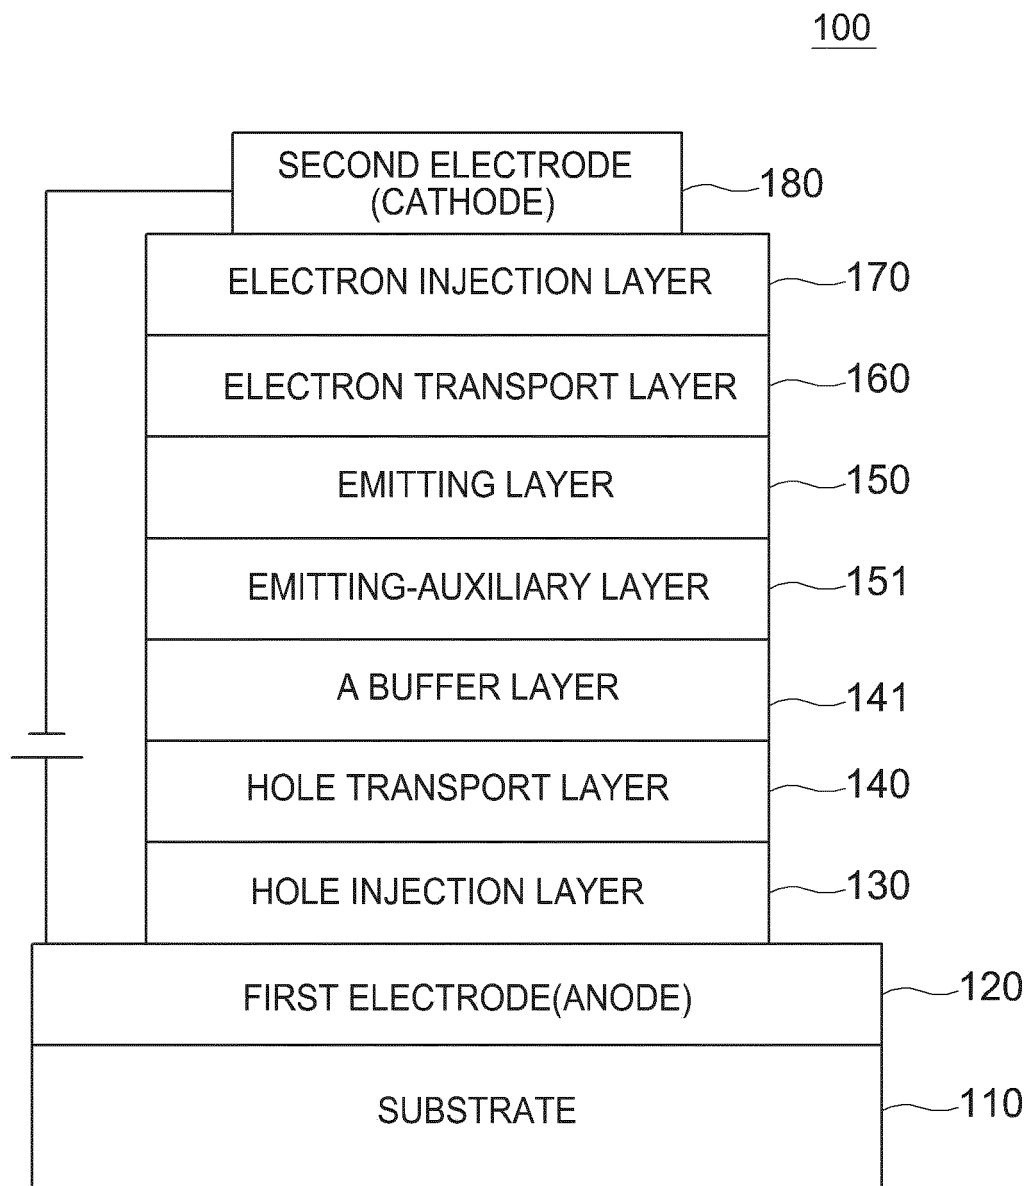 100
SECOND ELECTRODE
(CATHODE)
180
ELECTRON INJECTION LAYER
170
ELECTRON TRANSPORT LAYER
160
EMITTING LAYER
150
EMITTING-AUXILIARY LAYER
151
A BUFFER LAYER
141
HOLE TRANSPORT LAYER
140
HOLE INJECTION LAYER
130
FIRST ELECTRODE(ANODE)
120
SUBSTRATE
110